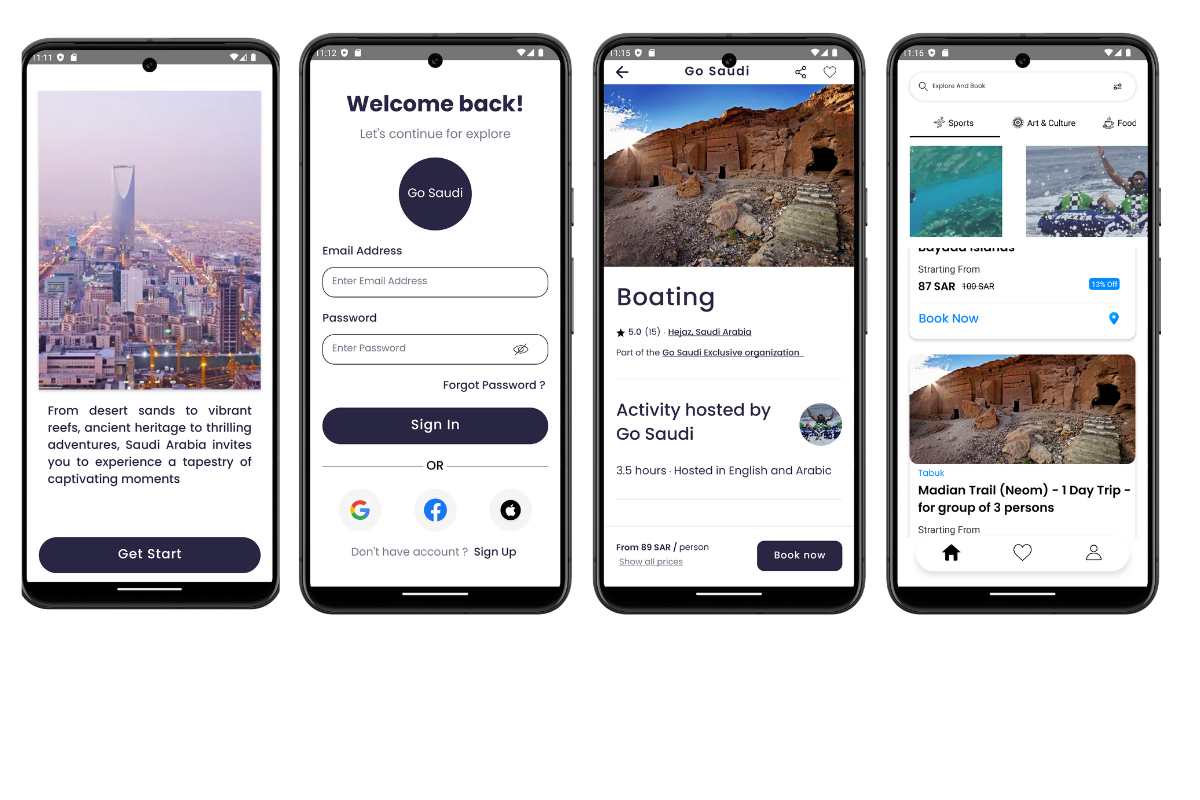 11:11
From desert sands to vibrant
reefs, ancient heritage to thrilling
adventures, Saudi Arabia invites
you to experience a tapestry of
captivating moments
Get Start
11:12
Welcome back!
Let's continue for explore
Go Saudi
Email Address
Enter Email Address
Password
Enter Password
Forgot Password ?
Sign In
OR
Don't have account ? Sign Up
11:15
Go Saudi
Boating
5.0 (15) · Hejaz, Saudi Arabia
Part of the Go Saudi Exclusive organization
Activity hosted by
Go Saudi
3.5 hours · Hosted in English and Arabic
From 89 SAR / person
Show all prices
Book now
11:16
Explore And Book
Sports Art & Culture Food
Bayada Islands
Strarting From
87 SAR 100 SAR 13% Off
Book Now
Tabuk
Madian Trail (Neom) - 1 Day Trip -
for group of 3 persons
Strarting From